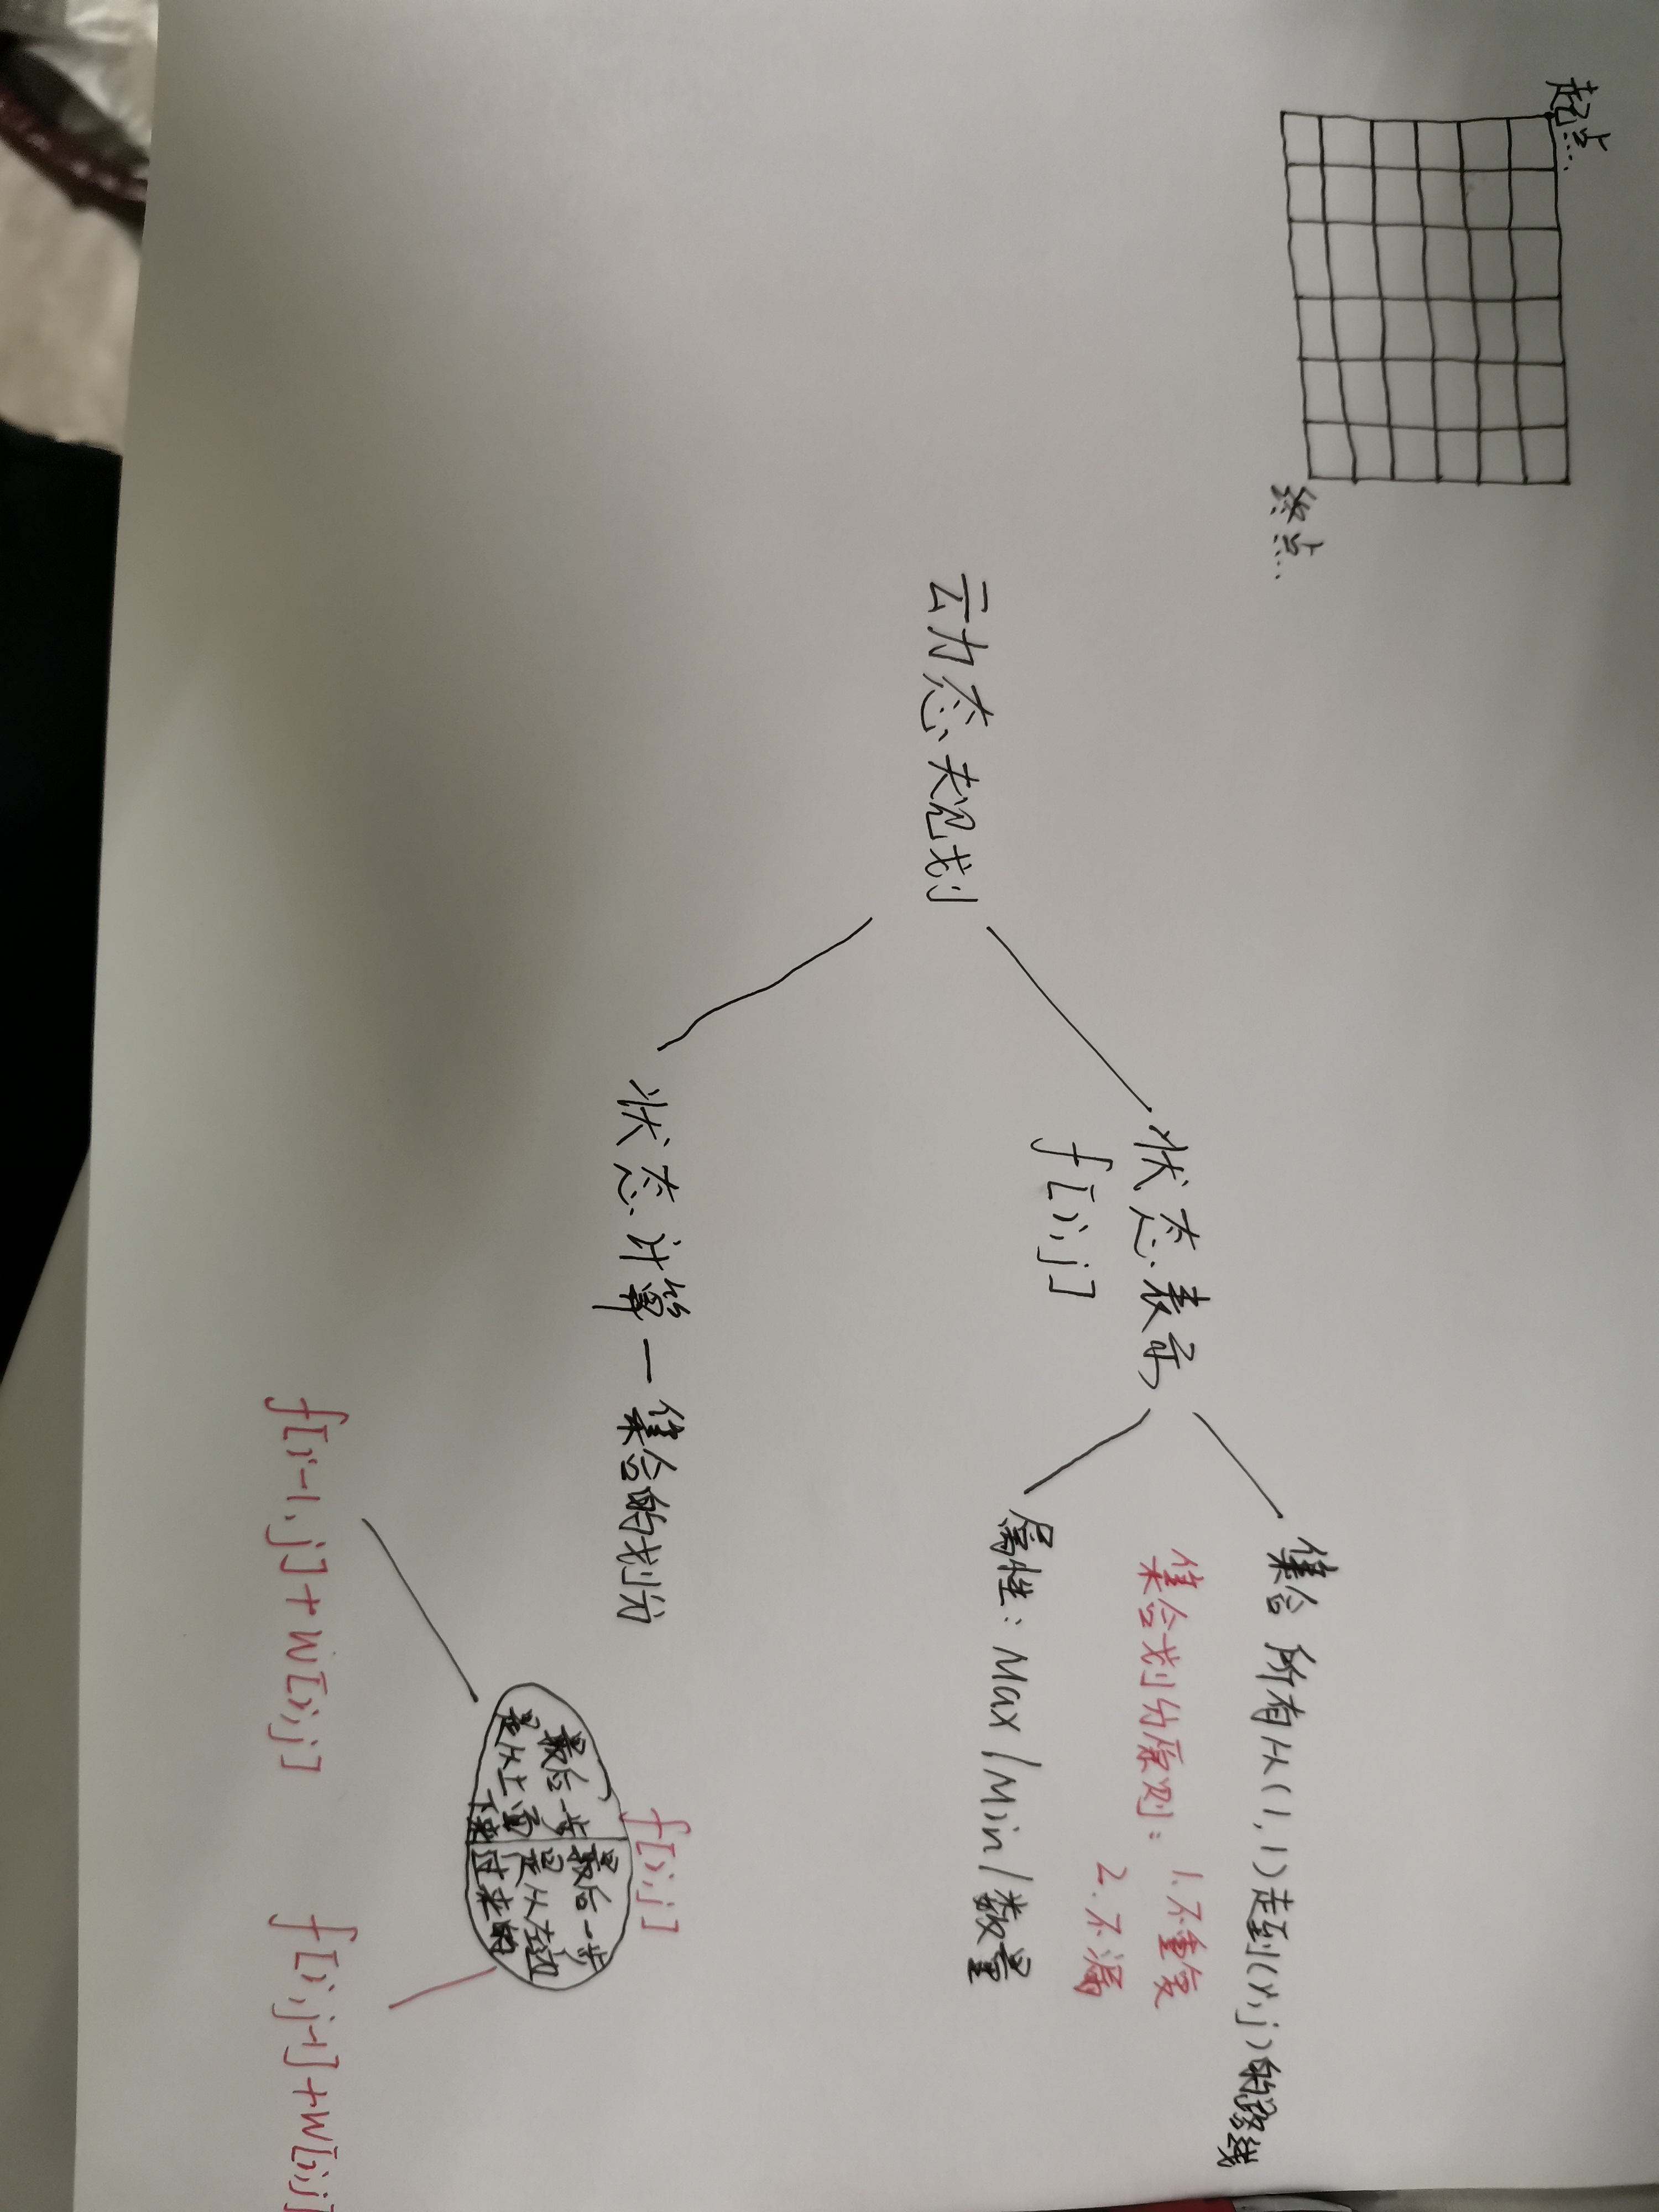 起点
终点
动态规划
状态表示
f[i,j]
集合 所有从(1,1)走到(i,j)的路线
集合划分原则: 1.不重复
2.不漏
属性: Max/Min/数量
状态计算—集合的划分
f[i,j]
最后一步
是从上面
下来
最后一步
是从左边
过来的
f[i-1,j]+W[i,j]
f[i,j-1]+W[i,j]